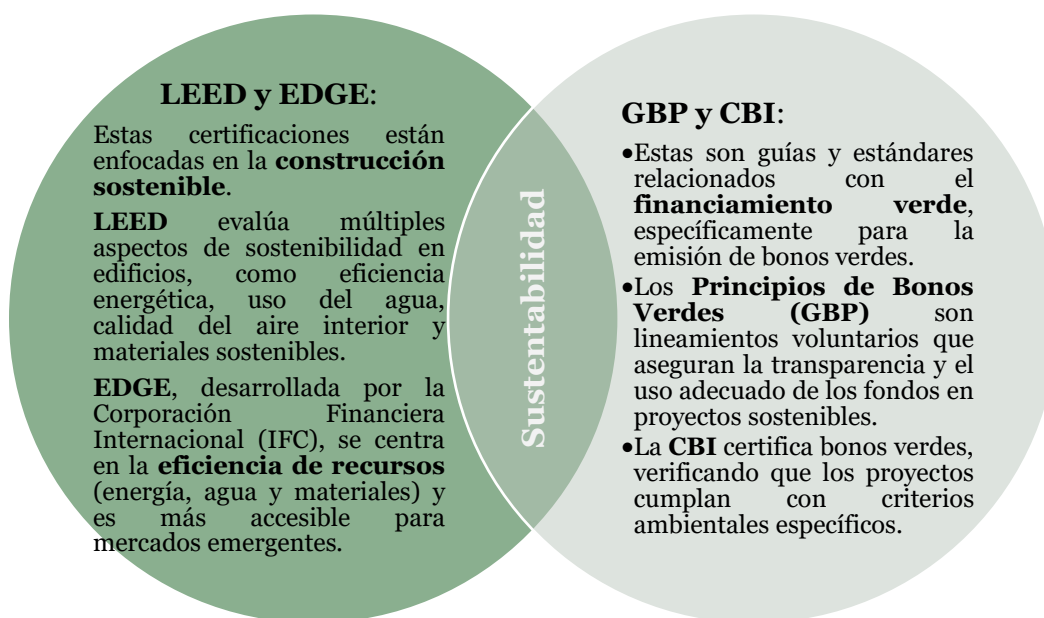 LEED y EDGE:
Estas certificaciones están
enfocadas en la construcción
sostenible.
LEED evalúa múltiples
aspectos de sostenibilidad en
edificios, como eficiencia
energética, uso del agua,
calidad del aire interior y
materiales sostenibles.
EDGE, desarrollada por la
Corporación Financiera
Internacional (IFC), se centra
en la eficiencia de recursos
(energía, agua y materiales) y
es más accesible para
mercados emergentes.
Sustentabilidad
GBP y CBI:
•Estas son guías y estándares
relacionados con el
financiamiento verde,
específicamente para la
emisión de bonos verdes.
•Los Principios de Bonos
Verdes (GBP) son
lineamientos voluntarios que
aseguran la transparencia y el
uso adecuado de los fondos en
proyectos sostenibles.
•La CBI certifica bonos verdes,
verificando que los proyectos
cumplan con criterios
ambientales específicos.